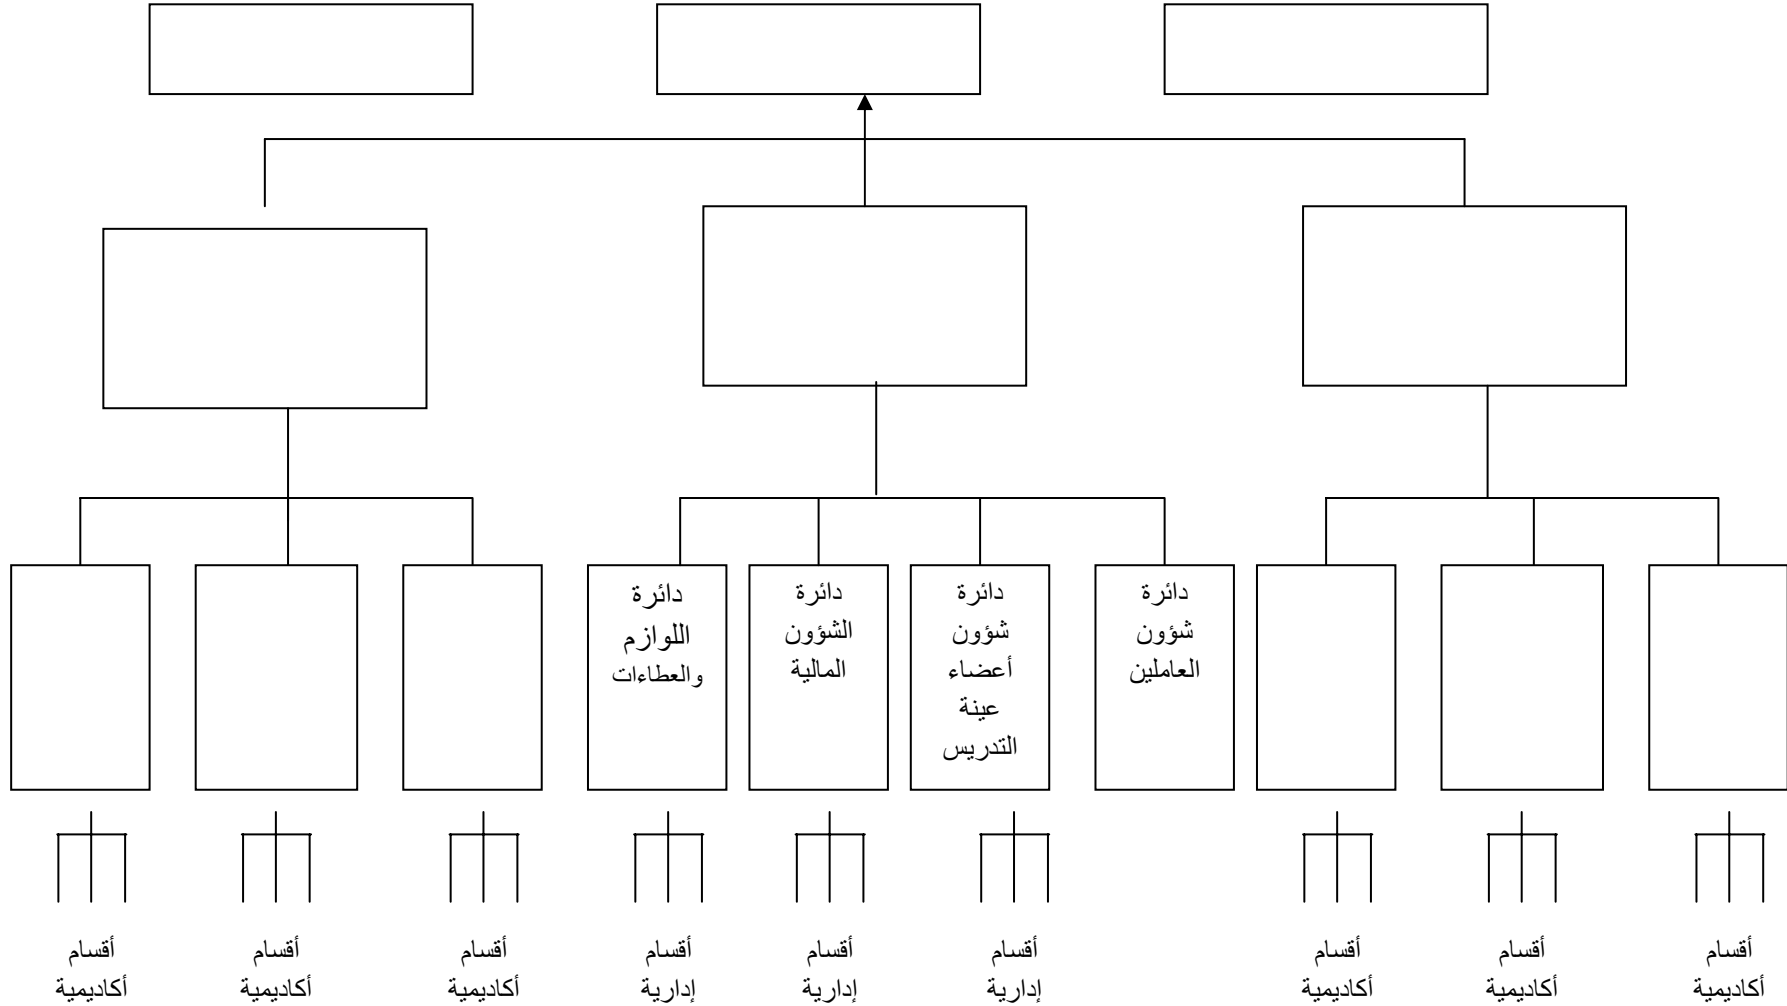 دائرة
شؤون
العاملين
دائرة
شؤون
أعضاء
عينة
التدريس
دائرة
الشؤون
المالية
دائرة
اللوازم
والعطاءات
أقسام
أكاديمية
أقسام
أكاديمية
أقسام
أكاديمية
أقسام
إدارية
أقسام
إدارية
أقسام
إدارية
أقسام
أكاديمية
أقسام
أكاديمية
أقسام
أكاديمية